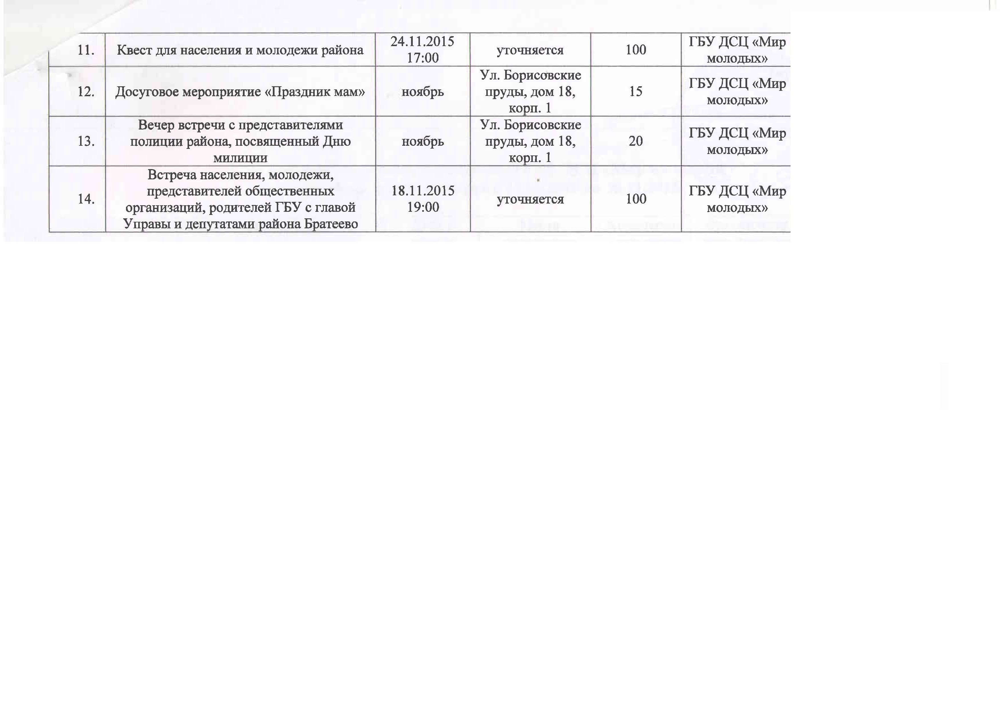 11.
Квест для населения и молодежи района
24.11.2015
17:00
уточняется
100
ГБУ ДСЦ «Мир
молодых»
12.
Досуговое мероприятие «Праздник мам»
ноябрь
Ул. Борисовские
пруды, дом 18,
корп. 1
15
ГБУ ДСЦ «Мир
молодых»
13.
Вечер встречи с представителями
полиции района, посвященный Дню
милиции
ноябрь
Ул. Борисовские
пруды, дом 18,
корп. 1
20
ГБУ ДСЦ «Мир
молодых»
14.
Встреча населения, молодежи,
представителей общественных
организаций, родителей ГБУ с главой
Управы и депутатами района Братеево
18.11.2015
19:00
уточняется
100
ГБУ ДСЦ «Мир
молодых»